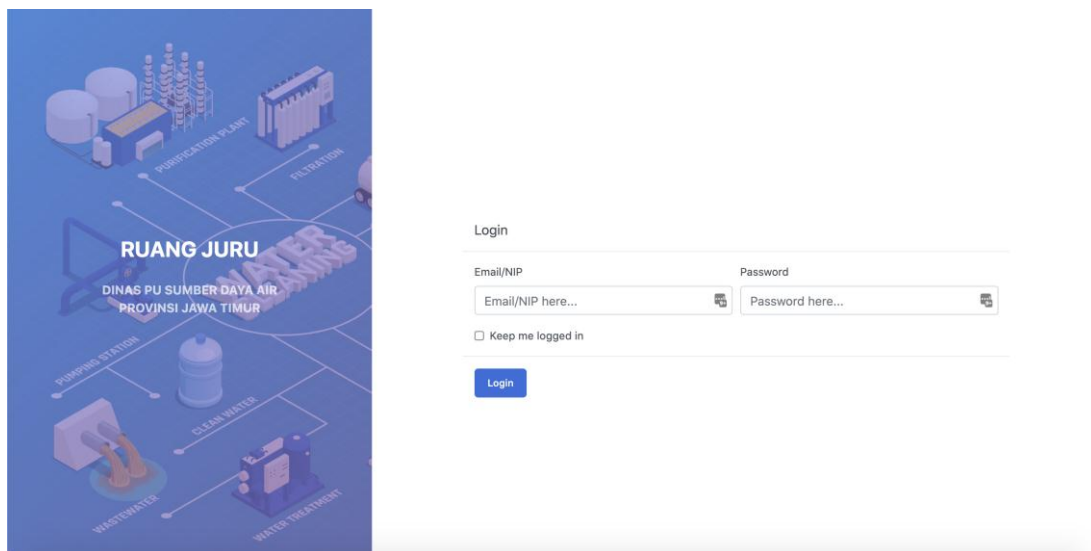 PURIFICATION PLANT
FILTRATION
RUANG JURU
WATER
CLEANING
DINAS PU SUMBER DAYA AIR
PROVINSI JAWA TIMUR
PUMPING STATION
CLEAN WATER
WASTEWATER
WATER TREATMENT
Login
Email/NIP
Password
Email/NIP here...
Password here...
Keep me logged in
Login